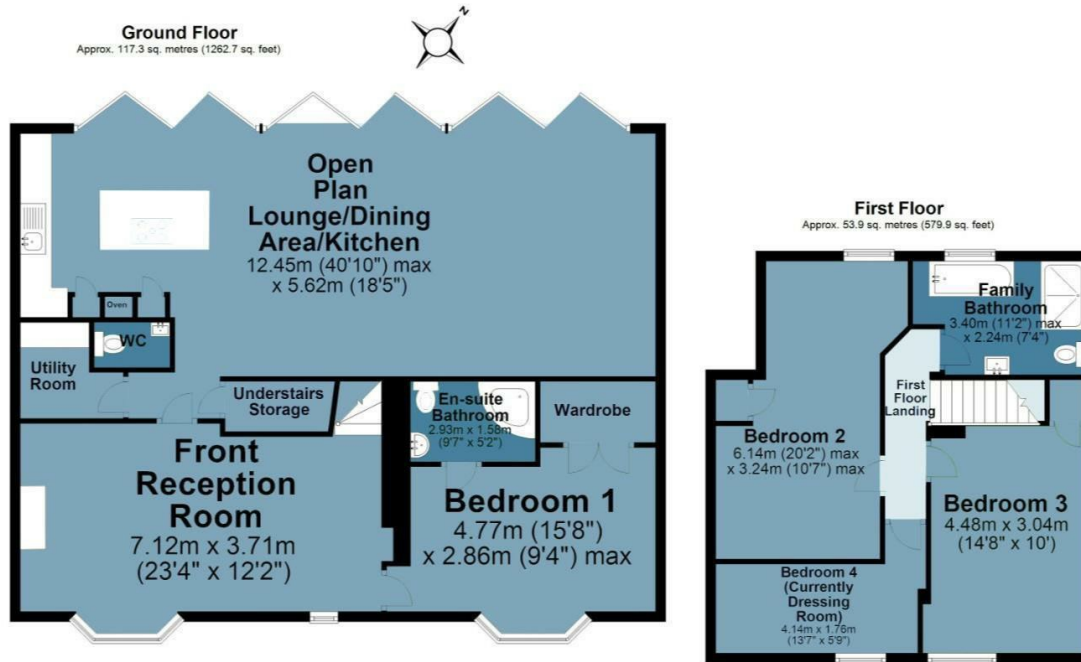 Ground Floor
Approx. 117.3 sq. metres (1262.7 sq. feet)
N
Open
Plan
Lounge/Dining
Area/Kitchen
12.45m (40'10") max
x 5.62m (18'5")
Oven
WC
Utility
Room
Understairs
Storage
En-suite
Bathroom
2.93m x 1.58m
(9'7" x 5'2")
Wardrobe
Front
Reception
Room
7.12m x 3.71m
(23'4" x 12'2")
Bedroom 1
4.77m (15'8")
x 2.86m (9'4") max
First Floor
Approx. 53.9 sq. metres (579.9 sq. feet)
Family
Bathroom
3.40m (11'2") max
x 2.24m (7'4")
First
Floor
Landing
Bedroom 2
6.14m (20'2") max
x 3.24m (10'7") max
Bedroom 3
4.48m x 3.04m
(14'8" x 10')
Bedroom 4
(Currently
Dressing
Room)
4.14m x 1.76m
(13'7" x 5'9")